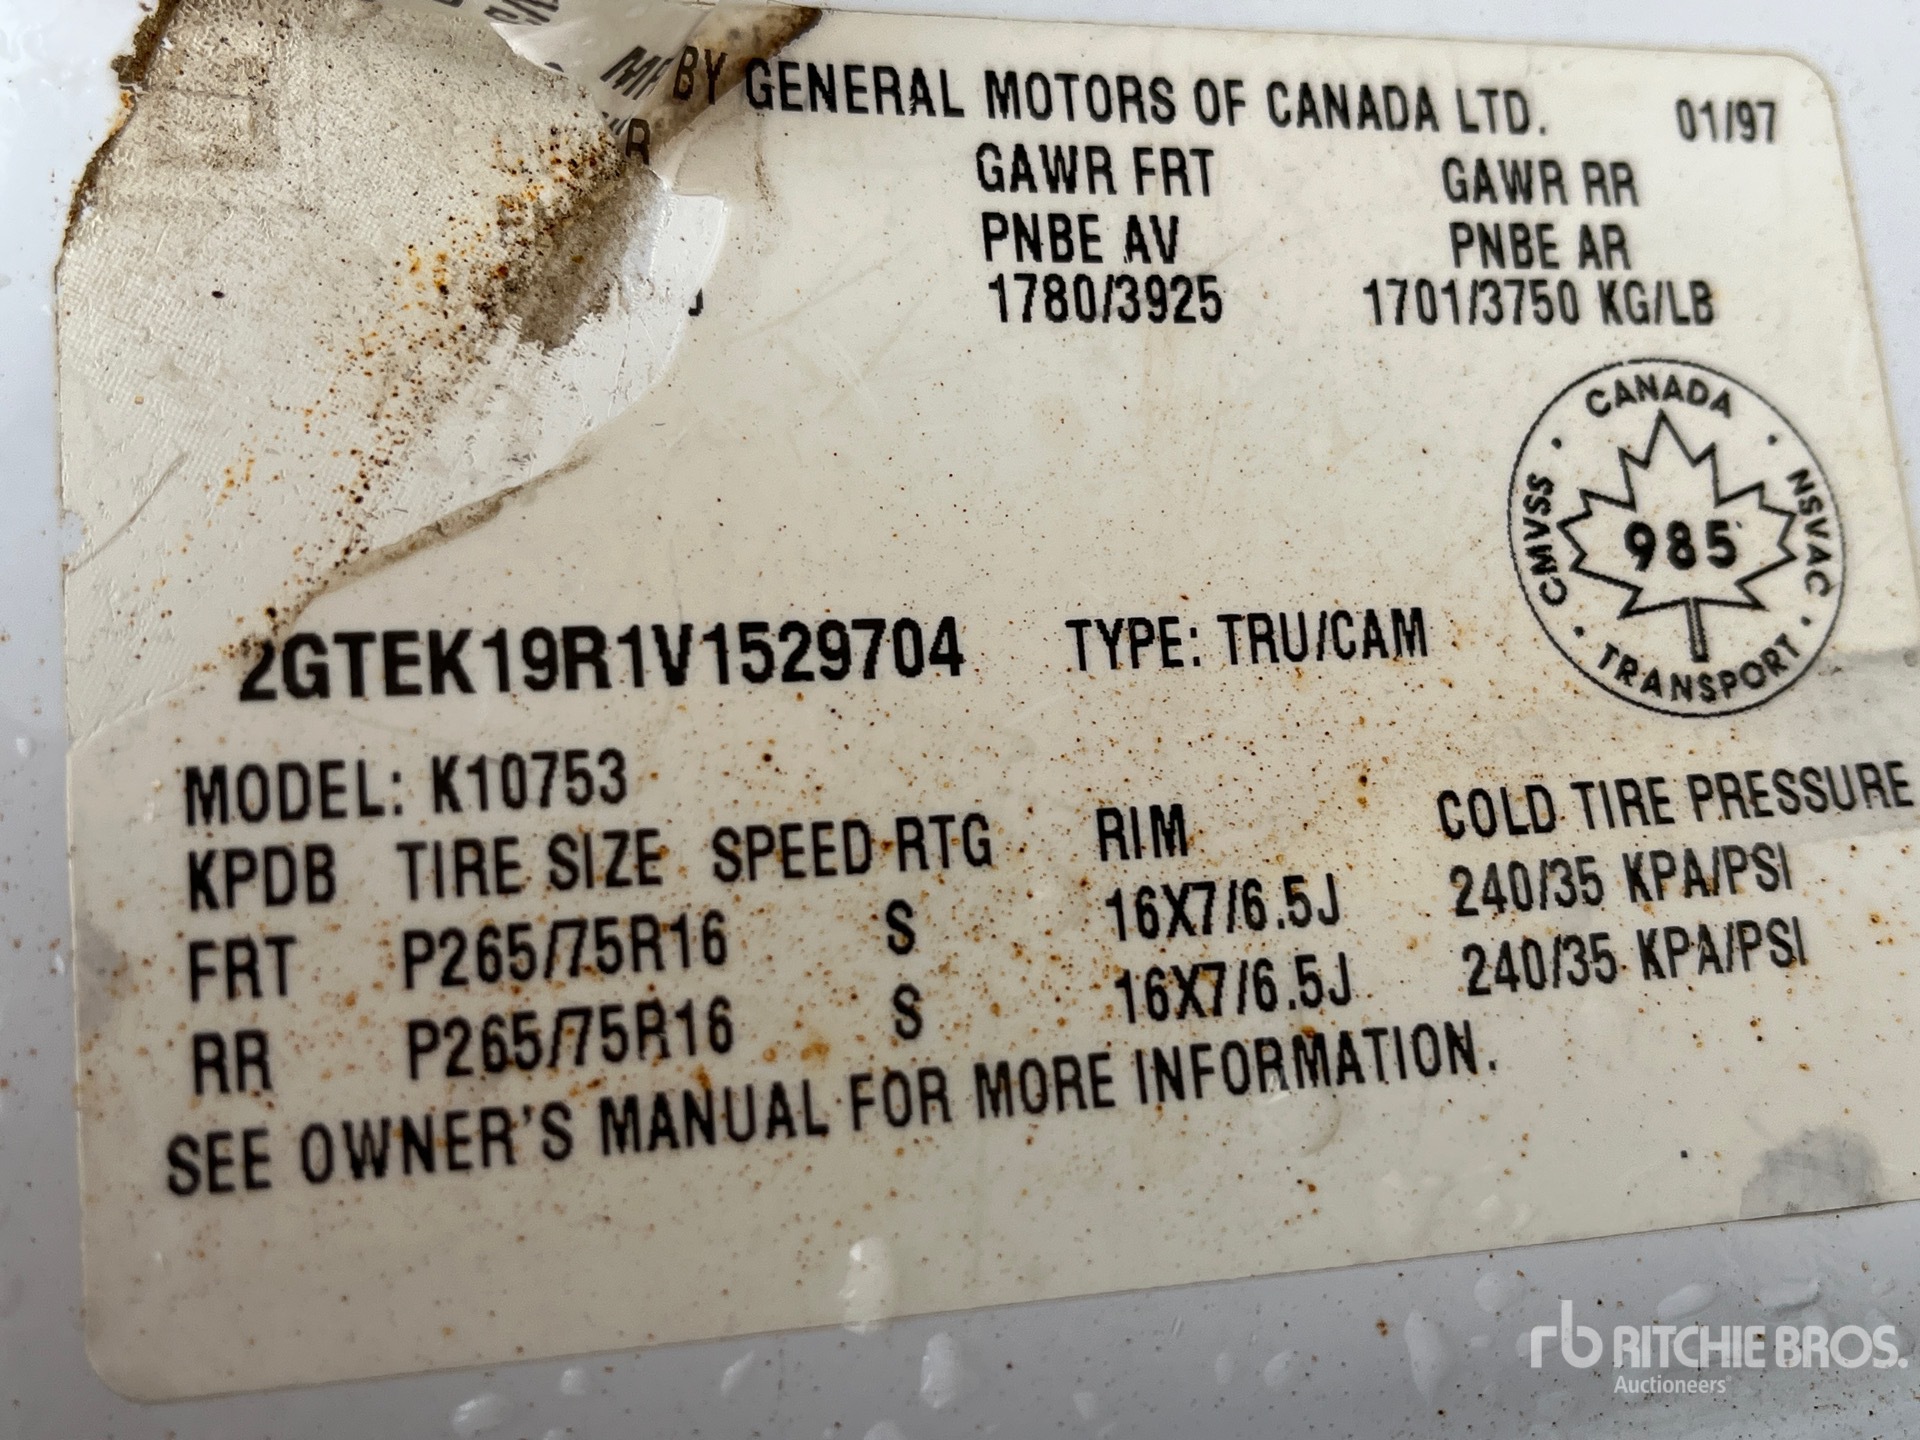 BY GENERAL MOTORS OF CANADA LTD. 01/97
GAWR FRT GAWR RR
PNBE AV PNBE AR
1780/3925 1701/3750 KG/LB
CANADA
CMVSS 985 NSVAC
TRANSPORT
2GTEK19R1V1529704 TYPE: TRU/CAM
MODEL: K10753
KPDB TIRE SIZE SPEED RTG RIM COLD TIRE PRESSURE
FRT P265/75R16 S 16X7/6.5J 240/35 KPA/PSI
RR P265/75R16 S 16X7/6.5J 240/35 KPA/PSI
SEE OWNER'S MANUAL FOR MORE INFORMATION.
rb RITCHIE BROS.
Auctioneers